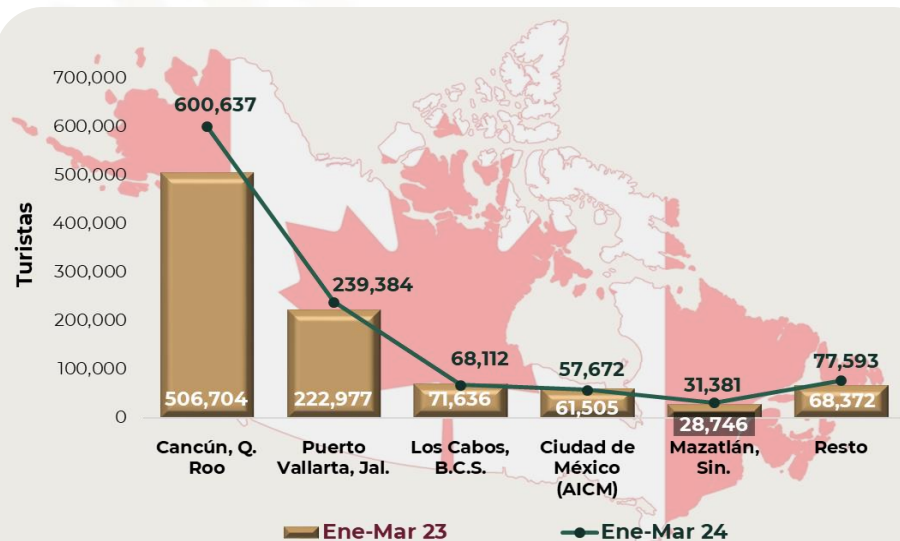 Turistas
700,000
600,000
500,000
400,000
300,000
200,000
100,000
0
600,637
239,384
68,112
57,672
31,381
77,593
506,704
222,977
71,636
61,505
28,746
68,372
Cancún, Q.
Roo
Puerto
Vallarta, Jal.
Los Cabos,
B.C.S.
Ciudad de
México
(AICM)
Mazatlán,
Sin.
Resto
Ene-Mar 23
Ene-Mar 24